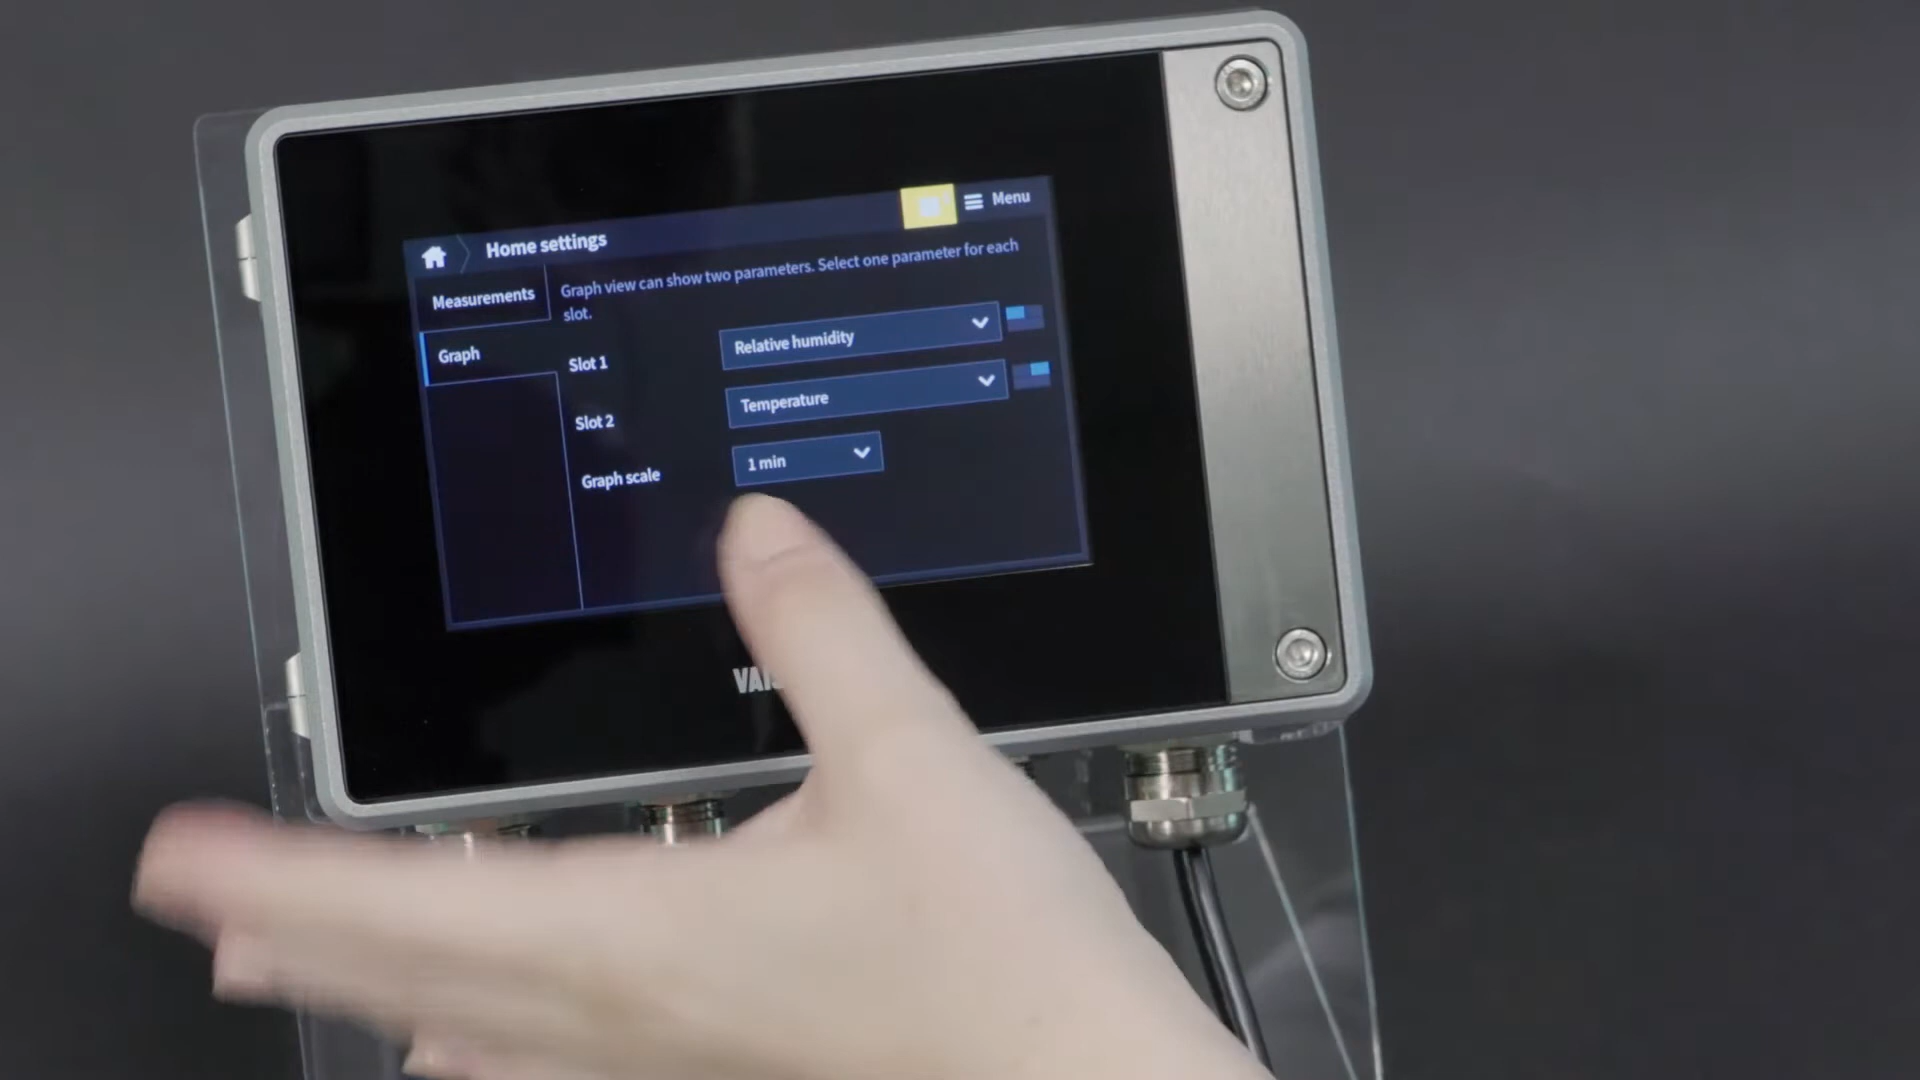 Home settings
Menu
Measurements
Graph
Graph view can show two parameters. Select one parameter for each
slot.
Slot 1
Relative humidity
Slot 2
Temperature
Graph scale
1 min